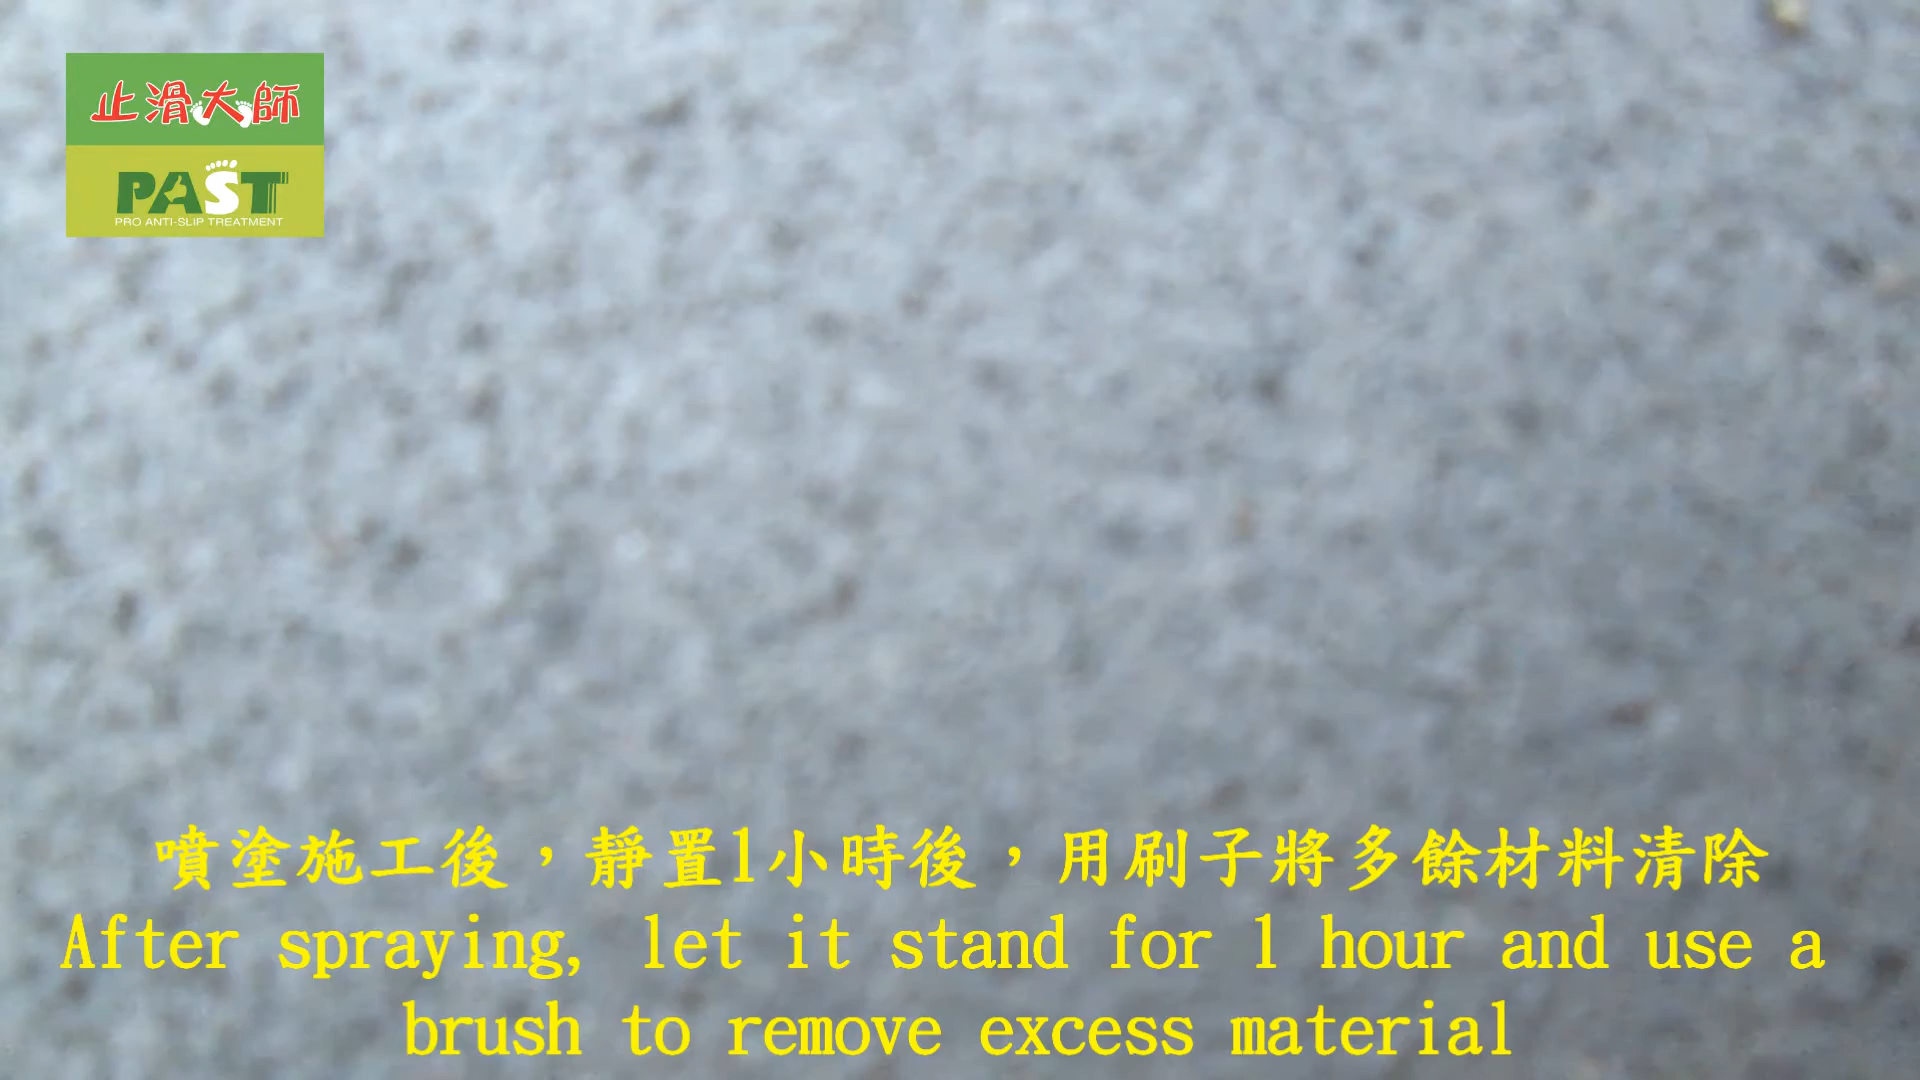 止滑大師
PAST
PRO ANTI-SLIP TREATMENT
噴塗施工後，靜置1小時後，用刷子將多餘材料清除
After spraying, let it stand for 1 hour and use a
brush to remove excess material